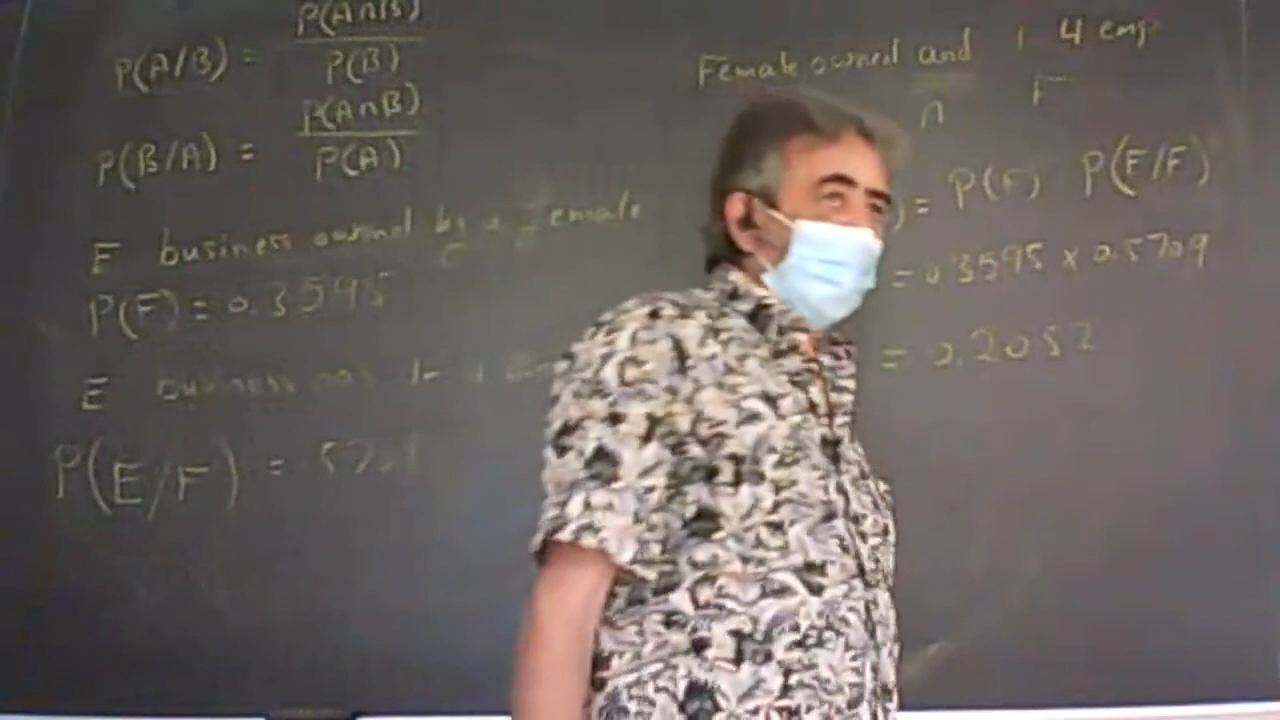 P(A/B) = P(A∩B)
P(B)
P(B/A) = P(A∩B)
P(A)
F business owned by a Female
P(F) = 0.3595
E business
P(E/F) = .5709
Female owned and 1 4 emp
∩ F
) = P(F) P(E/F)
= 0.3595 x 0.5709
= 0.2052